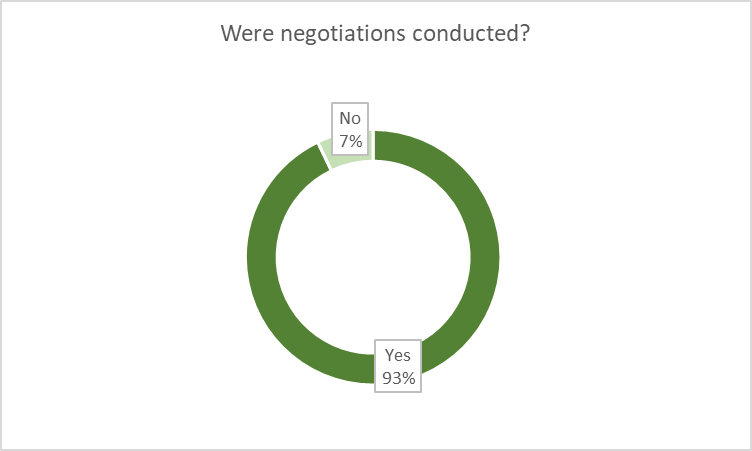 Were negotiations conducted?
No
7%
Yes
93%